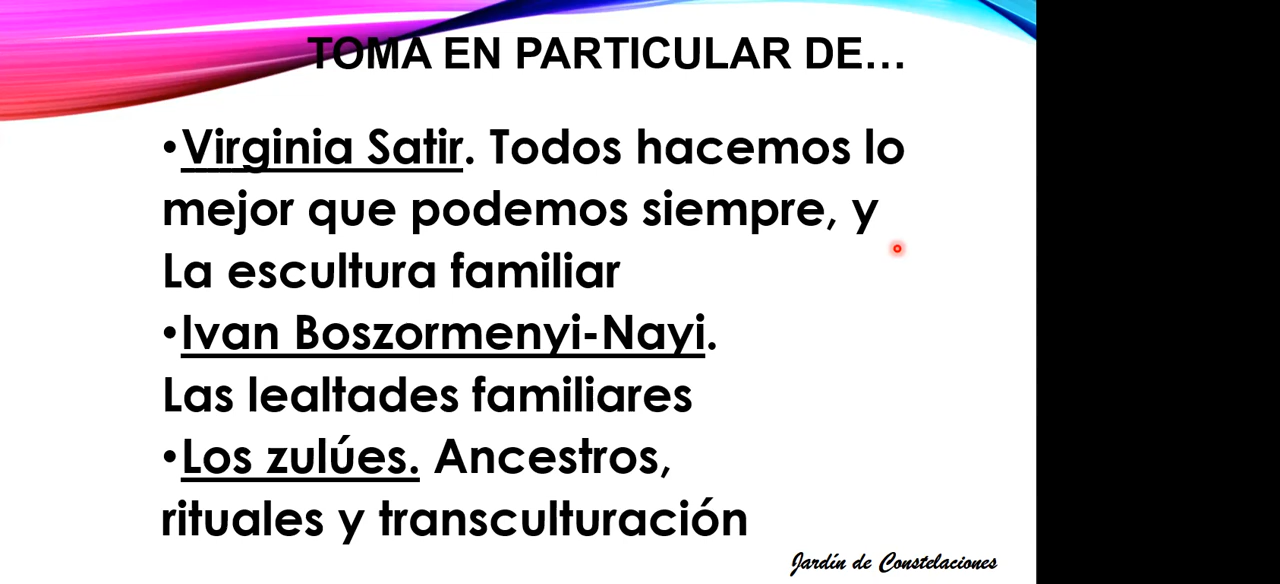 TOMA EN PARTICULAR DE...
•Virginia Satir. Todos hacemos lo
mejor que podemos siempre, y
La escultura familiar
•Ivan Boszormenyi-Nayi.
Las lealtades familiares
•Los zulúes. Ancestros,
rituales y transculturación
Jardín de Constelaciones